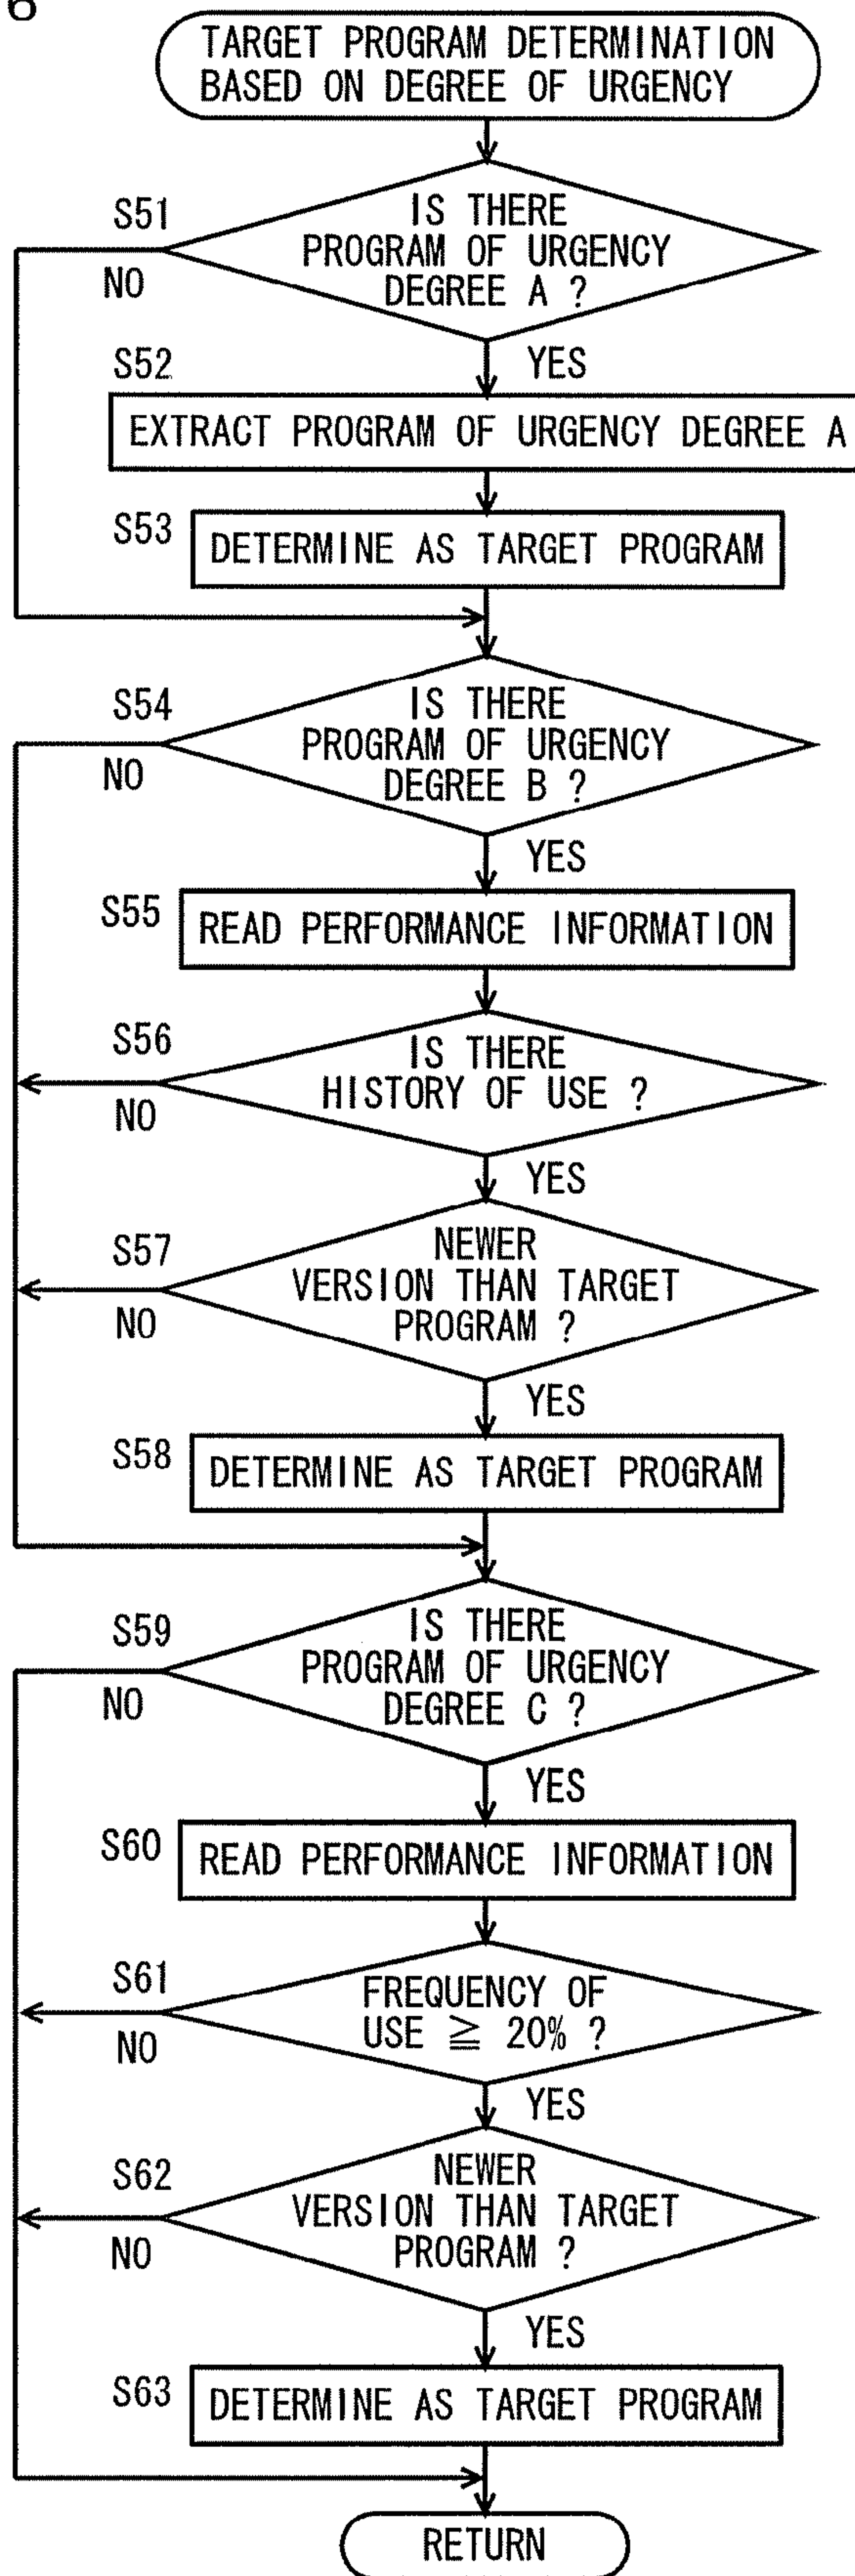 6
TARGET PROGRAM DETERMINATION
BASED ON DEGREE OF URGENCY
S51
IS THERE
PROGRAM OF URGENCY
DEGREE A ?
NO
YES
S52
EXTRACT PROGRAM OF URGENCY DEGREE A
S53
DETERMINE AS TARGET PROGRAM
S54
IS THERE
PROGRAM OF URGENCY
DEGREE B ?
NO
YES
S55
READ PERFORMANCE INFORMATION
S56
IS THERE
HISTORY OF USE ?
NO
YES
S57
NEWER
VERSION THAN TARGET
PROGRAM ?
NO
YES
S58
DETERMINE AS TARGET PROGRAM
S59
IS THERE
PROGRAM OF URGENCY
DEGREE C ?
NO
YES
S60
READ PERFORMANCE INFORMATION
S61
FREQUENCY OF
USE ≧ 20% ?
NO
YES
S62
NEWER
VERSION THAN TARGET
PROGRAM ?
NO
YES
S63
DETERMINE AS TARGET PROGRAM
RETURN